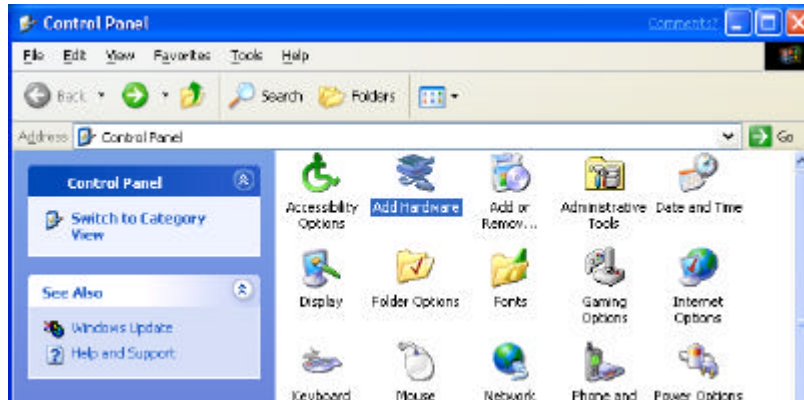 Control Panel
Comments?
File Edit View Favorites Tools Help
Back Search Folders
Address Control Panel Go
Control Panel
Switch to Category
View
See Also
Windows Update
Help and Support
Accessibility
Options
Add Hardware
Add or
Remov...
Administrative
Tools
Date and Time
Display
Folder Options
Fonts
Gaming
Options
Internet
Options
Keyboard
Mouse
Network
Phone and
Power Options